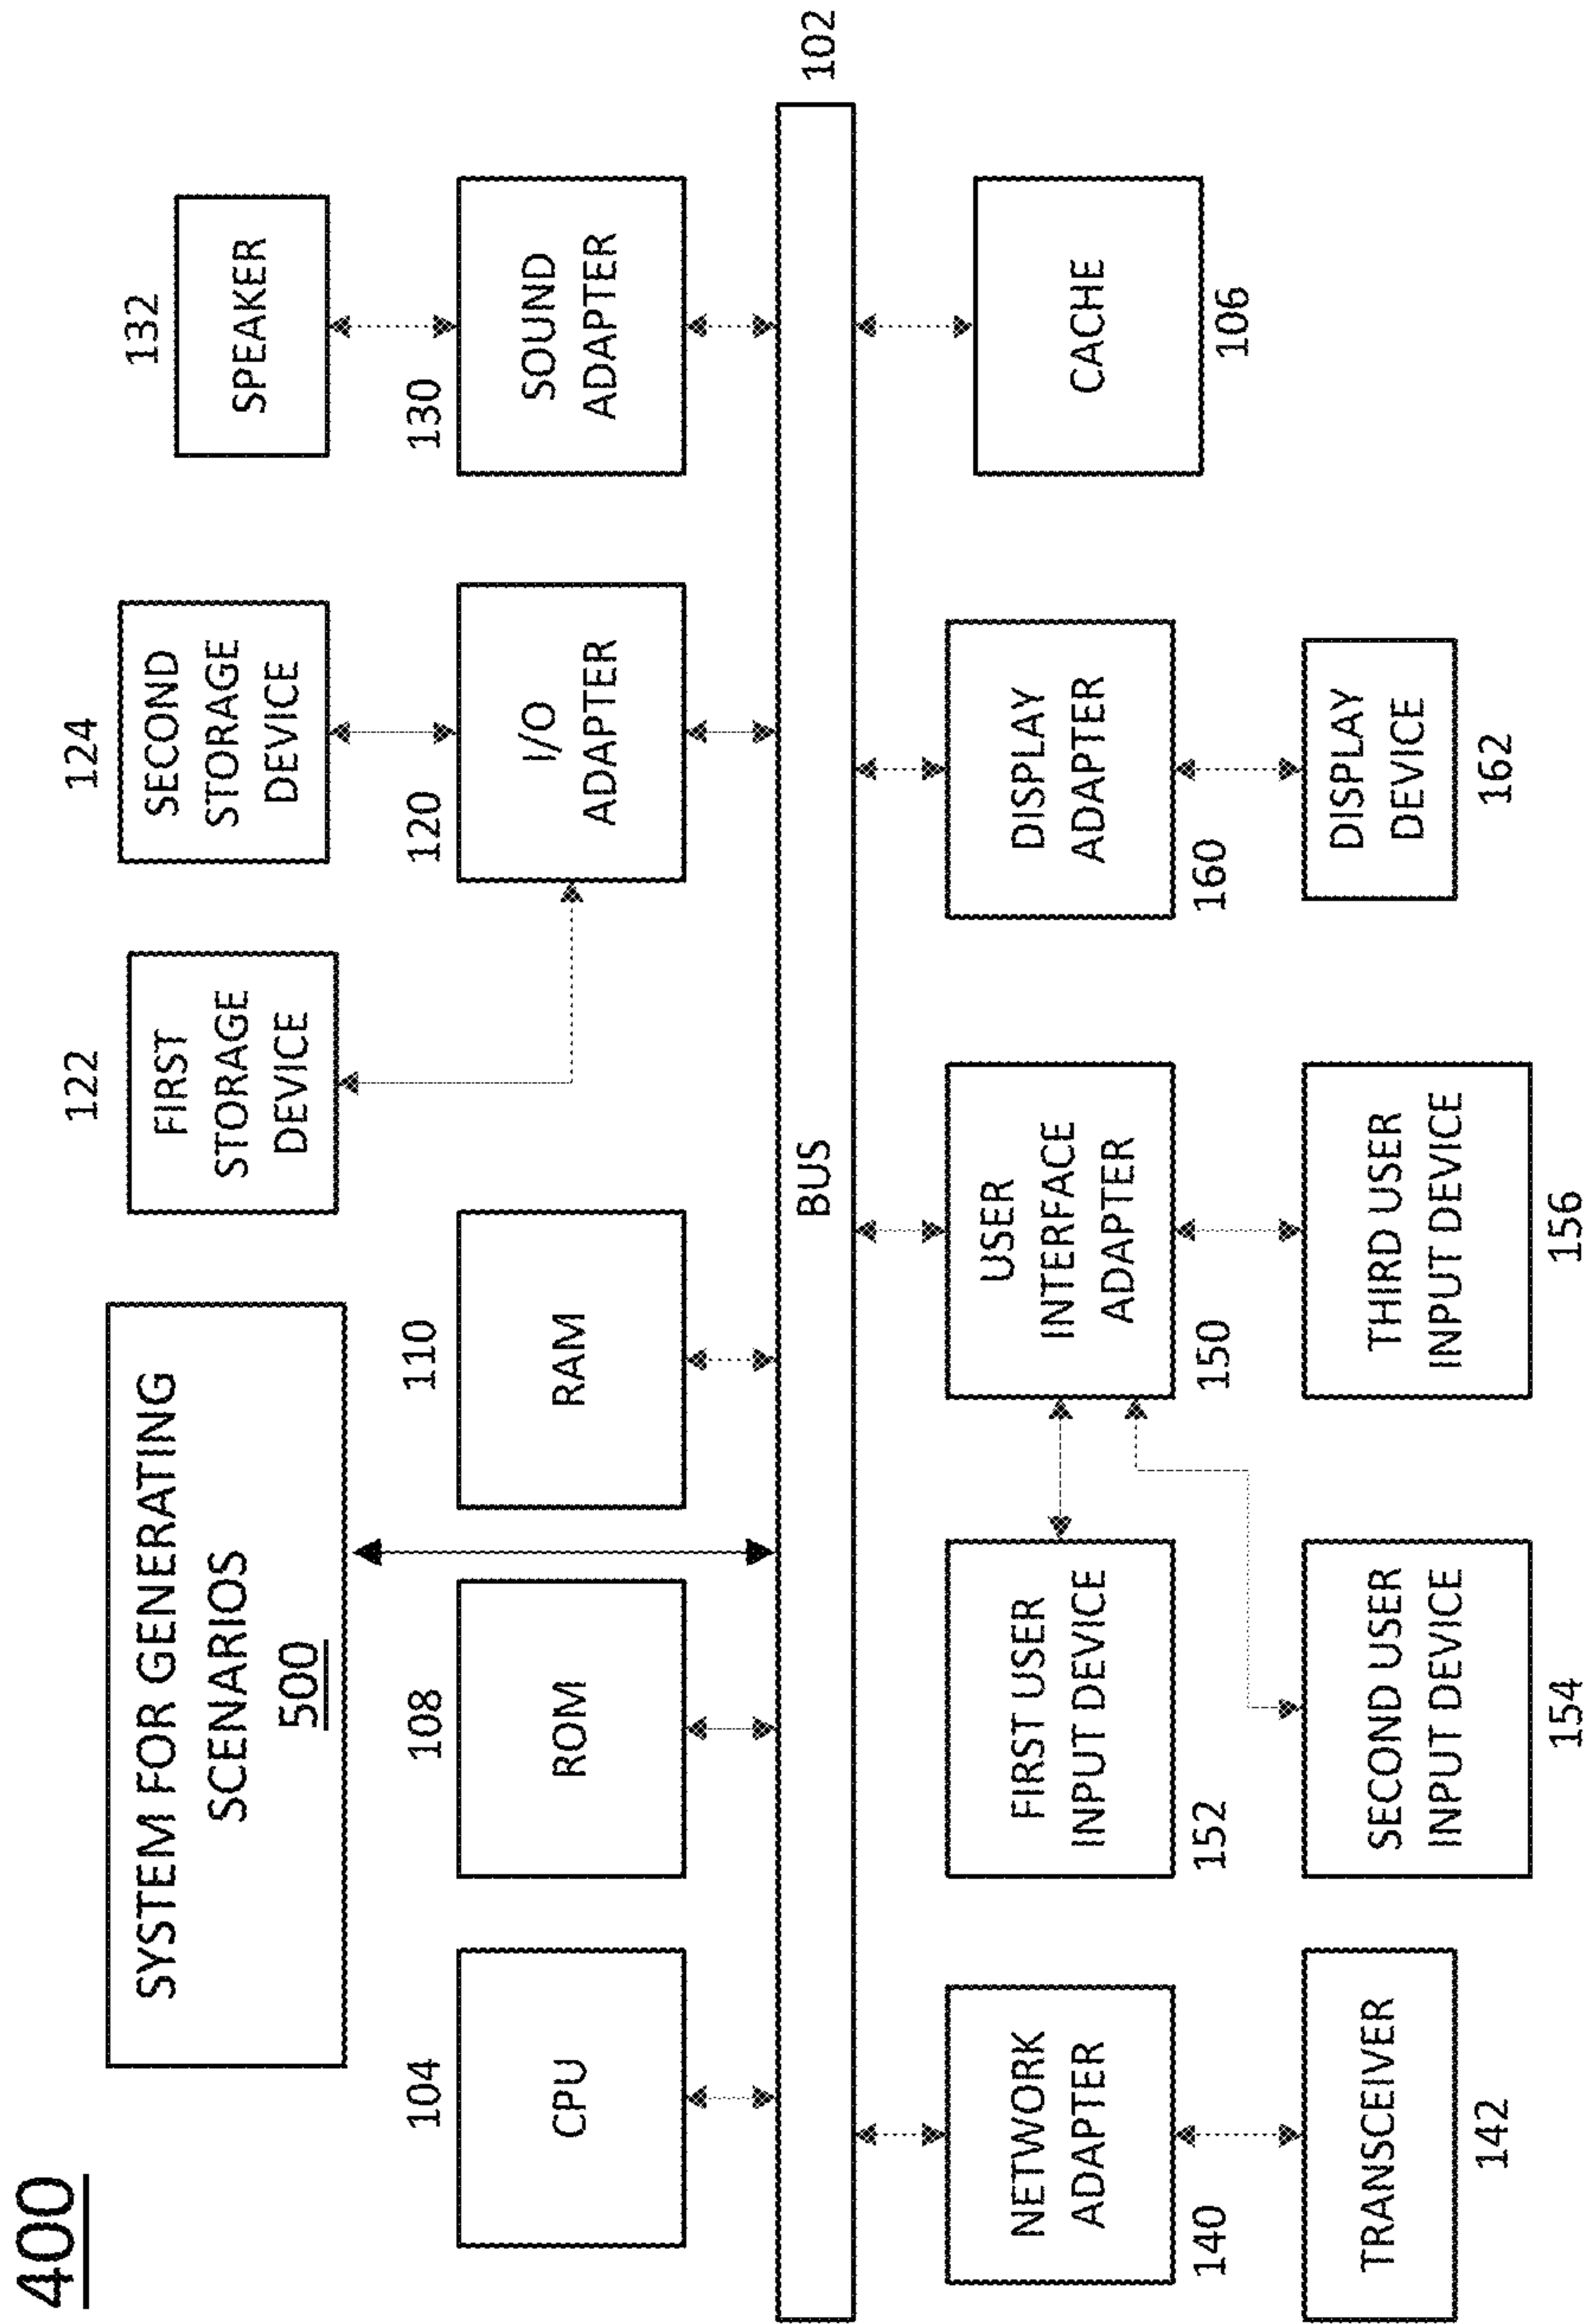 400
SYSTEM FOR GENERATING
SCENARIOS
500
122
FIRST
STORAGE
DEVICE
124
SECOND
STORAGE
DEVICE
132
SPEAKER
104
CPU
108
ROM
110
RAM
120
I/O
ADAPTER
130
SOUND
ADAPTER
BUS
102
NETWORK
ADAPTER
140
FIRST USER
INPUT DEVICE
152
USER
INTERFACE
ADAPTER
150
DISPLAY
ADAPTER
160
CACHE
106
TRANSCEIVER
142
SECOND USER
INPUT DEVICE
154
THIRD USER
INPUT DEVICE
156
DISPLAY
DEVICE
162